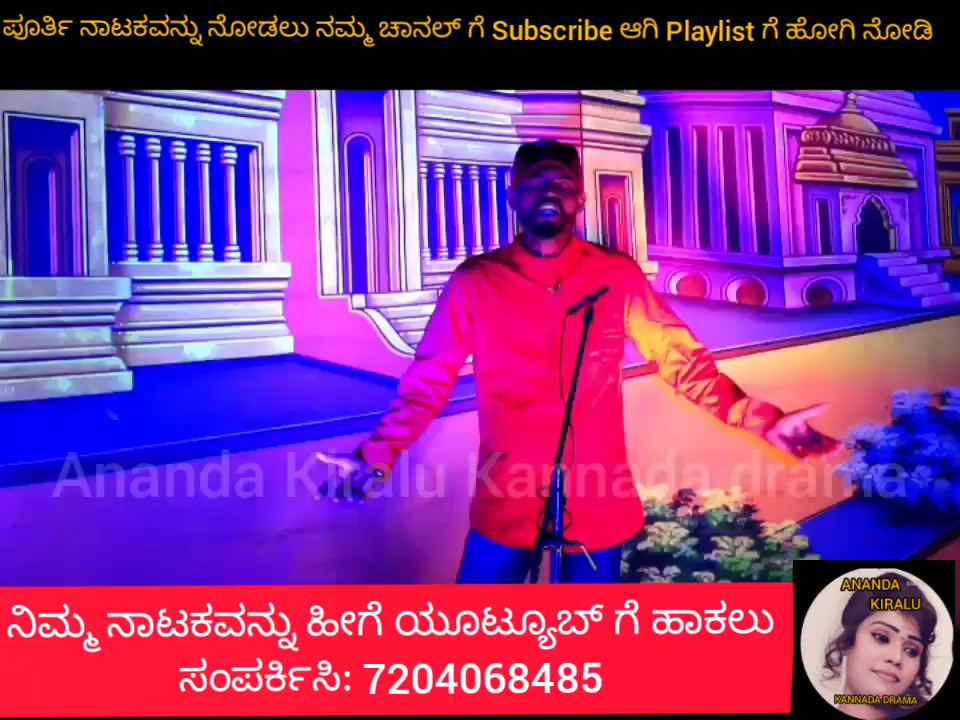 ಪೂರ್ತಿ ನಾಟಕವನ್ನು ನೋಡಲು ನಮ್ಮ ಚಾನಲ್ ಗೆ Subscribe ಆಗಿ Playlist ಗೆ ಹೋಗಿ ನೋಡಿ
Ananda Kiralu Kannada drama
ನಿಮ್ಮ ನಾಟಕವನ್ನು ಹೀಗೆ ಯೂಟ್ಯೂಬ್ ಗೆ ಹಾಕಲು
ಸಂಪರ್ಕಿಸಿ: 7204068485
ANANDA
KIRALU
KANNADA DRAMA